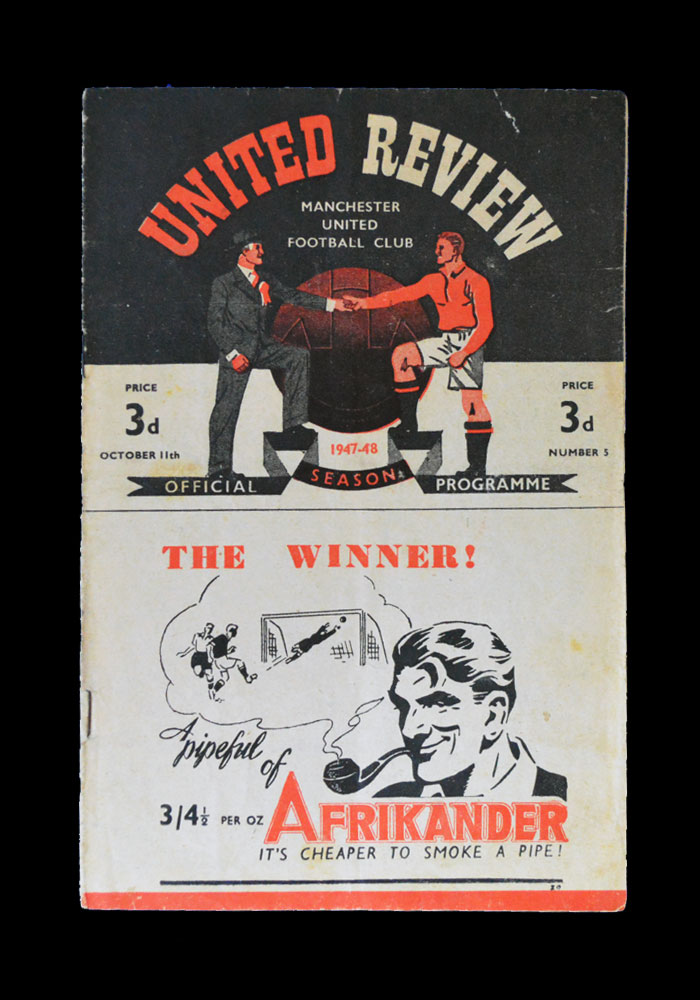 UNITED REVIEW
MANCHESTER
UNITED
FOOTBALL CLUB
PRICE
3d
OCTOBER 11th
PRICE
3d
NUMBER 5
1947-48
SEASON
OFFICIAL
PROGRAMME
THE WINNER!
A pipeful
of
3/4½ PER OZ
AFRIKANDER
IT'S CHEAPER TO SMOKE A PIPE!
20